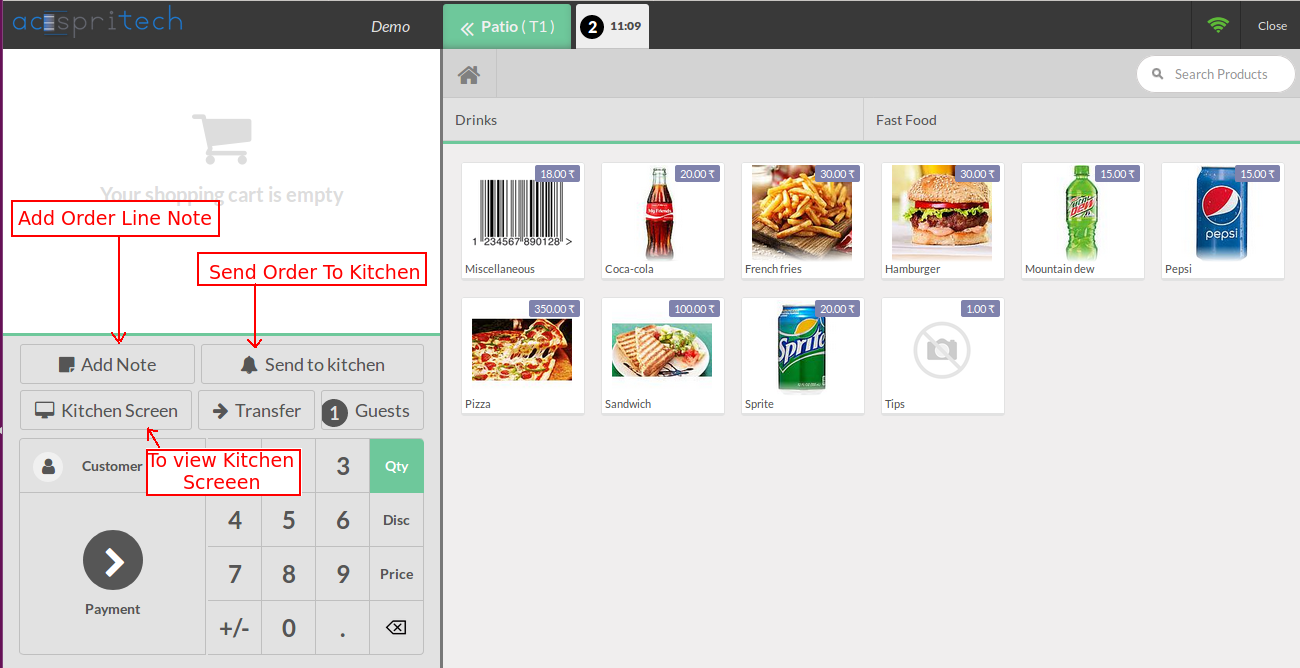 acespritech
Demo
Patio ( T1 )
2 11:09
Close
Search Products
Drinks
Fast Food
Your shopping cart is empty
Add Order Line Note
Send Order To Kitchen
Add Note
Send to kitchen
Kitchen Screen
Transfer
1 Guests
To view Kitchen
Screeen
Customer
3
Qty
4
5
6
Disc
7
8
9
Price
Payment
+/-
0
.
18.00 ₹
1 234567 890128 >
Miscellaneous
20.00 ₹
Coca-cola
30.00 ₹
French fries
30.00 ₹
Hamburger
15.00 ₹
Mountain dew
15.00 ₹
pepsi
Pepsi
350.00 ₹
Pizza
100.00 ₹
Sandwich
20.00 ₹
Sprite
Sprite
1.00 ₹
Tips